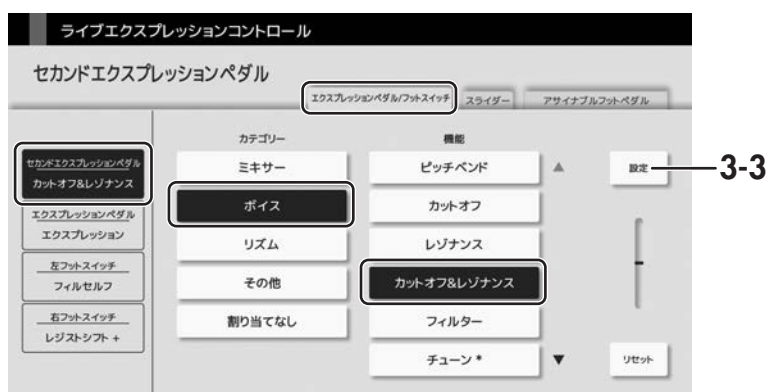 ライブエクスプレッションコントロール
セカンドエクスプレッションペダル
エクスプレッションペダル/フットスイッチ
スライダー
アサイナブルフットペダル
セカンドエクスプレッションペダル
カットオフ&レゾナンス
エクスプレッションペダル
エクスプレッション
左フットスイッチ
フィルセルフ
右フットスイッチ
レジストシフト +
カテゴリー
ミキサー
ボイス
リズム
その他
割り当てなし
機能
ピッチベンド
カットオフ
レゾナンス
カットオフ&レゾナンス
フィルター
チューン *
▲
▼
設定
3-3
リセット